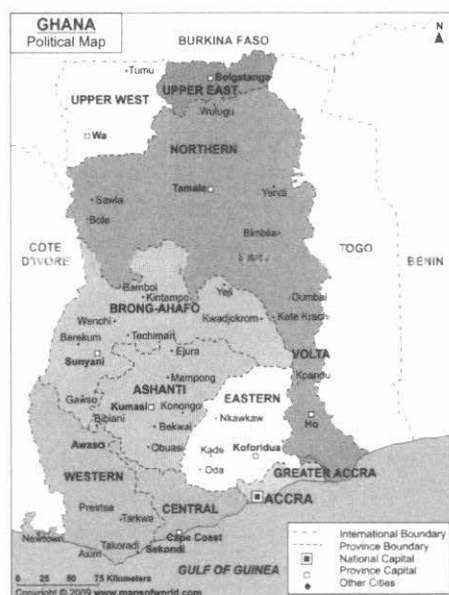 GHANA
Political Map
BURKINA FASO
N
Tumu
Bolgatanga
UPPER EAST
UPPER WEST
Wulugu
Wa
NORTHERN
Tamale
Yendi
Sawla
Bole
Bimbila
COTE
D'IVORE
TOGO
BENIN
Bamboi
Kintampo
Yeji
Dumbai
BRONG-AHAFO
Wenchi
Kwadjokrom
Kete Krachi
Berekum
Techiman
Sunyani
Ejura
VOLTA
Mampong
Kpandu
ASHANTI
EASTERN
Kumasi
Konongo
Nkawkaw
Ho
Bibiani
Bekwai
Awaso
Obuasi
Kade
Koforidua
Oda
GREATER ACCRA
WESTERN
CENTRAL
ACCRA
Prestea
Tarkwa
Cape Coast
Newtown
Takoradi
Sekondi
Axim
GULF OF GUINEA
0 25 50 75 Kilometers
Copyright © 2009 www.mapsofworld.com
International Boundary
Province Boundary
National Capital
Province Capital
Other Cities